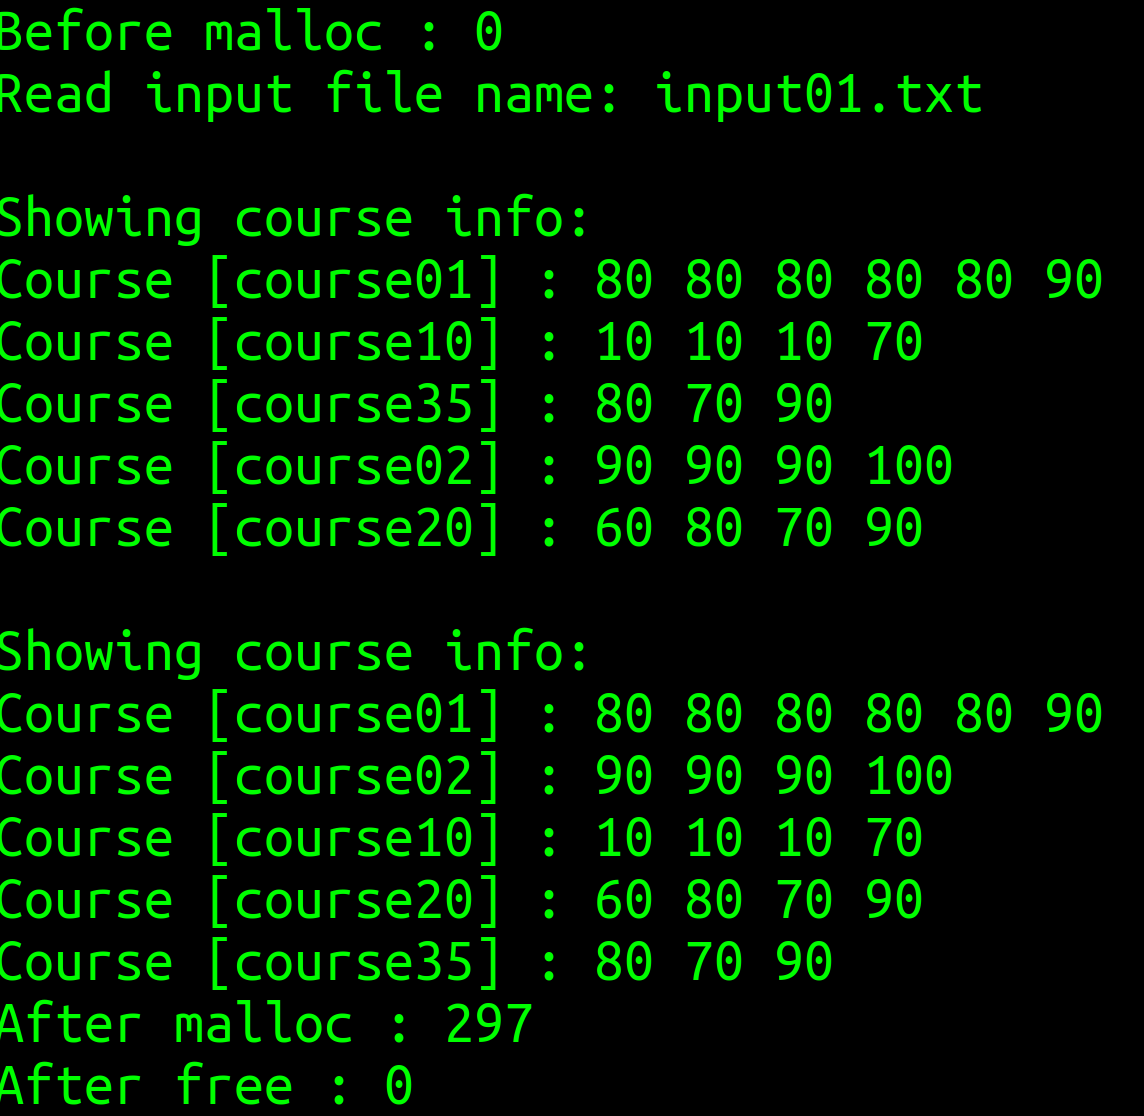 Before malloc : 0
Read input file name: input01.txt
Showing course info:
Course [course01] : 80 80 80 80 80 90
Course [course10] : 10 10 10 70
Course [course35] : 80 70 90
Course [course02] : 90 90 90 100
Course [course20] : 60 80 70 90
Showing course info:
Course [course01] : 80 80 80 80 80 90
Course [course02] : 90 90 90 100
Course [course10] : 10 10 10 70
Course [course20] : 60 80 70 90
Course [course35] : 80 70 90
After malloc : 297
After free : 0